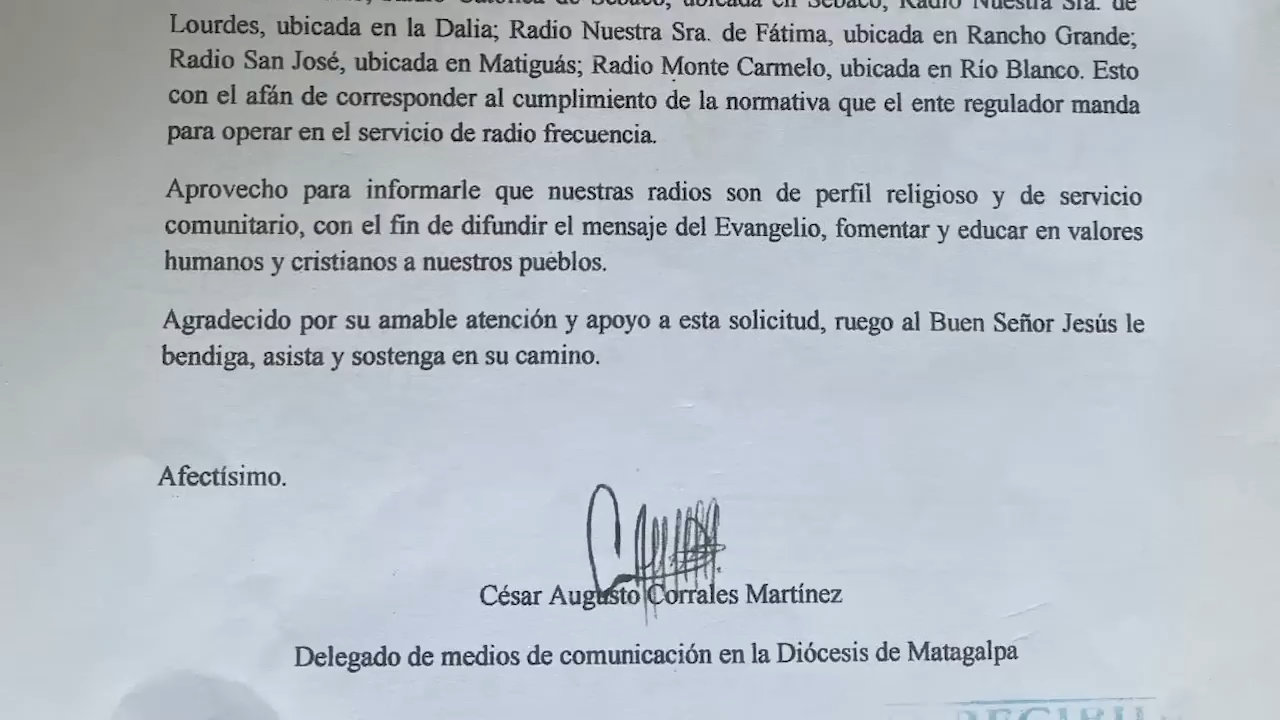 Radio Nuestra Sra. de
Lourdes, ubicada en la Dalia; Radio Nuestra Sra. de Fátima, ubicada en Rancho Grande;
Radio San José, ubicada en Matiguás; Radio Monte Carmelo, ubicada en Río Blanco. Esto
con el afán de corresponder al cumplimiento de la normativa que el ente regulador manda
para operar en el servicio de radio frecuencia.
Aprovecho para informarle que nuestras radios son de perfil religioso y de servicio
comunitario, con el fin de difundir el mensaje del Evangelio, fomentar y educar en valores
humanos y cristianos a nuestros pueblos.
Agradecido por su amable atención y apoyo a esta solicitud, ruego al Buen Señor Jesús le
bendiga, asista y sostenga en su camino.
Afectísimo.
César Augusto Corrales Martínez
Delegado de medios de comunicación en la Diócesis de Matagalpa